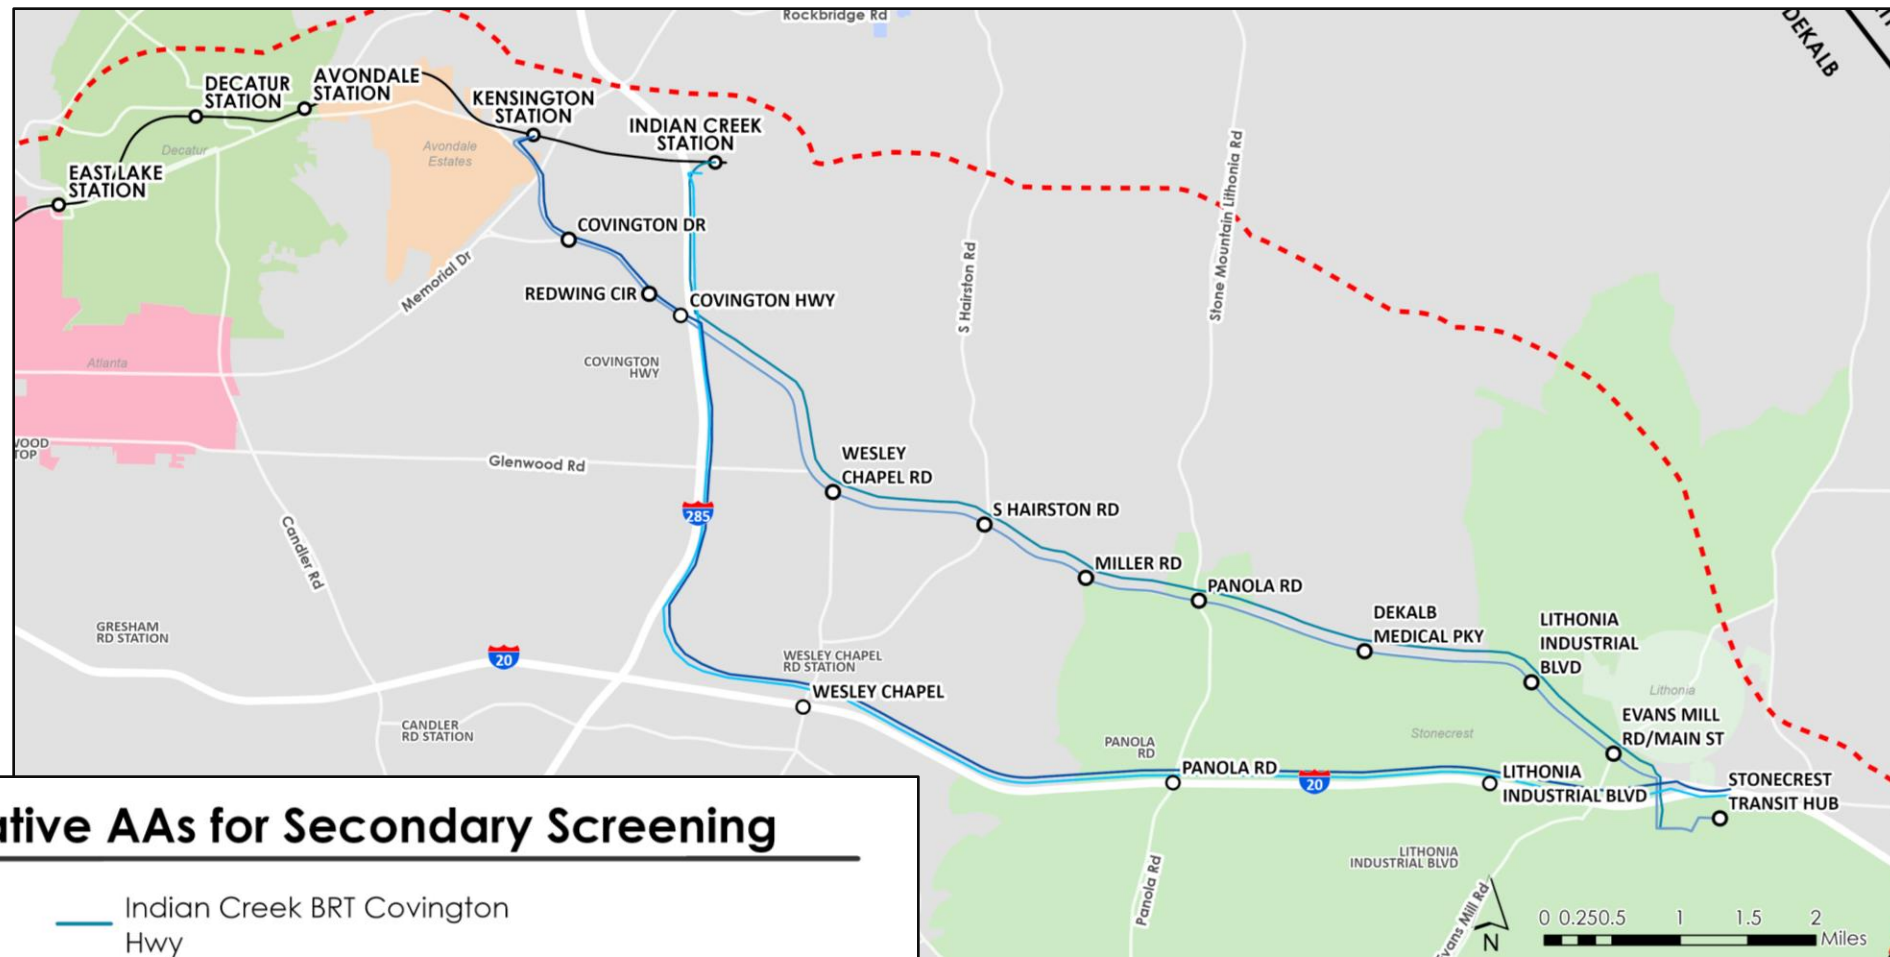 Rockbridge Rd
DEKALB
DECATUR
STATION
AVONDALE
STATION
KENSINGTON
STATION
INDIAN CREEK
STATION
Decatur
Avondale
Estates
EAST LAKE
STATION
Stone Mountain Lithonia Rd
COVINGTON DR
S Hairston Rd
Memorial Dr
REDWING CIR
COVINGTON HWY
Atlanta
COVINGTON
HWY
WOOD
TOP
Glenwood Rd
WESLEY
CHAPEL RD
285
S HAIRSTON RD
Candler Rd
MILLER RD
PANOLA RD
DEKALB
MEDICAL PKY
LITHONIA
INDUSTRIAL
BLVD
GRESHAM
RD STATION
20
WESLEY CHAPEL
RD STATION
WESLEY CHAPEL
Lithonia
EVANS MILL
RD/MAIN ST
CANDLER
RD STATION
Stonecrest
PANOLA
RD
PANOLA RD
20
LITHONIA
INDUSTRIAL BLVD
STONECREST
TRANSIT HUB
LITHONIA
INDUSTRIAL BLVD
Panola Rd
Evans Mill Rd
N
0 0.25 0.5 1 1.5 2
Miles
ative AAs for Secondary Screening
Indian Creek BRT Covington
Hwy